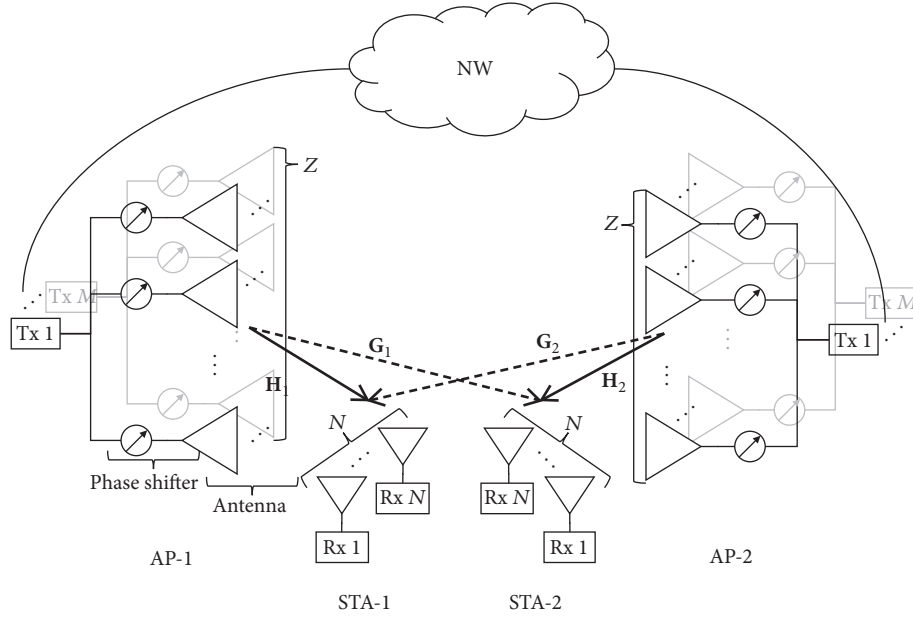 NW
Z
Z
Tx M
Tx M
Tx 1
Tx 1
G₁
G₂
H₁
H₂
N
N
Phase shifter
Antenna
Rx N
Rx N
Rx 1
Rx 1
AP-1
AP-2
STA-1
STA-2